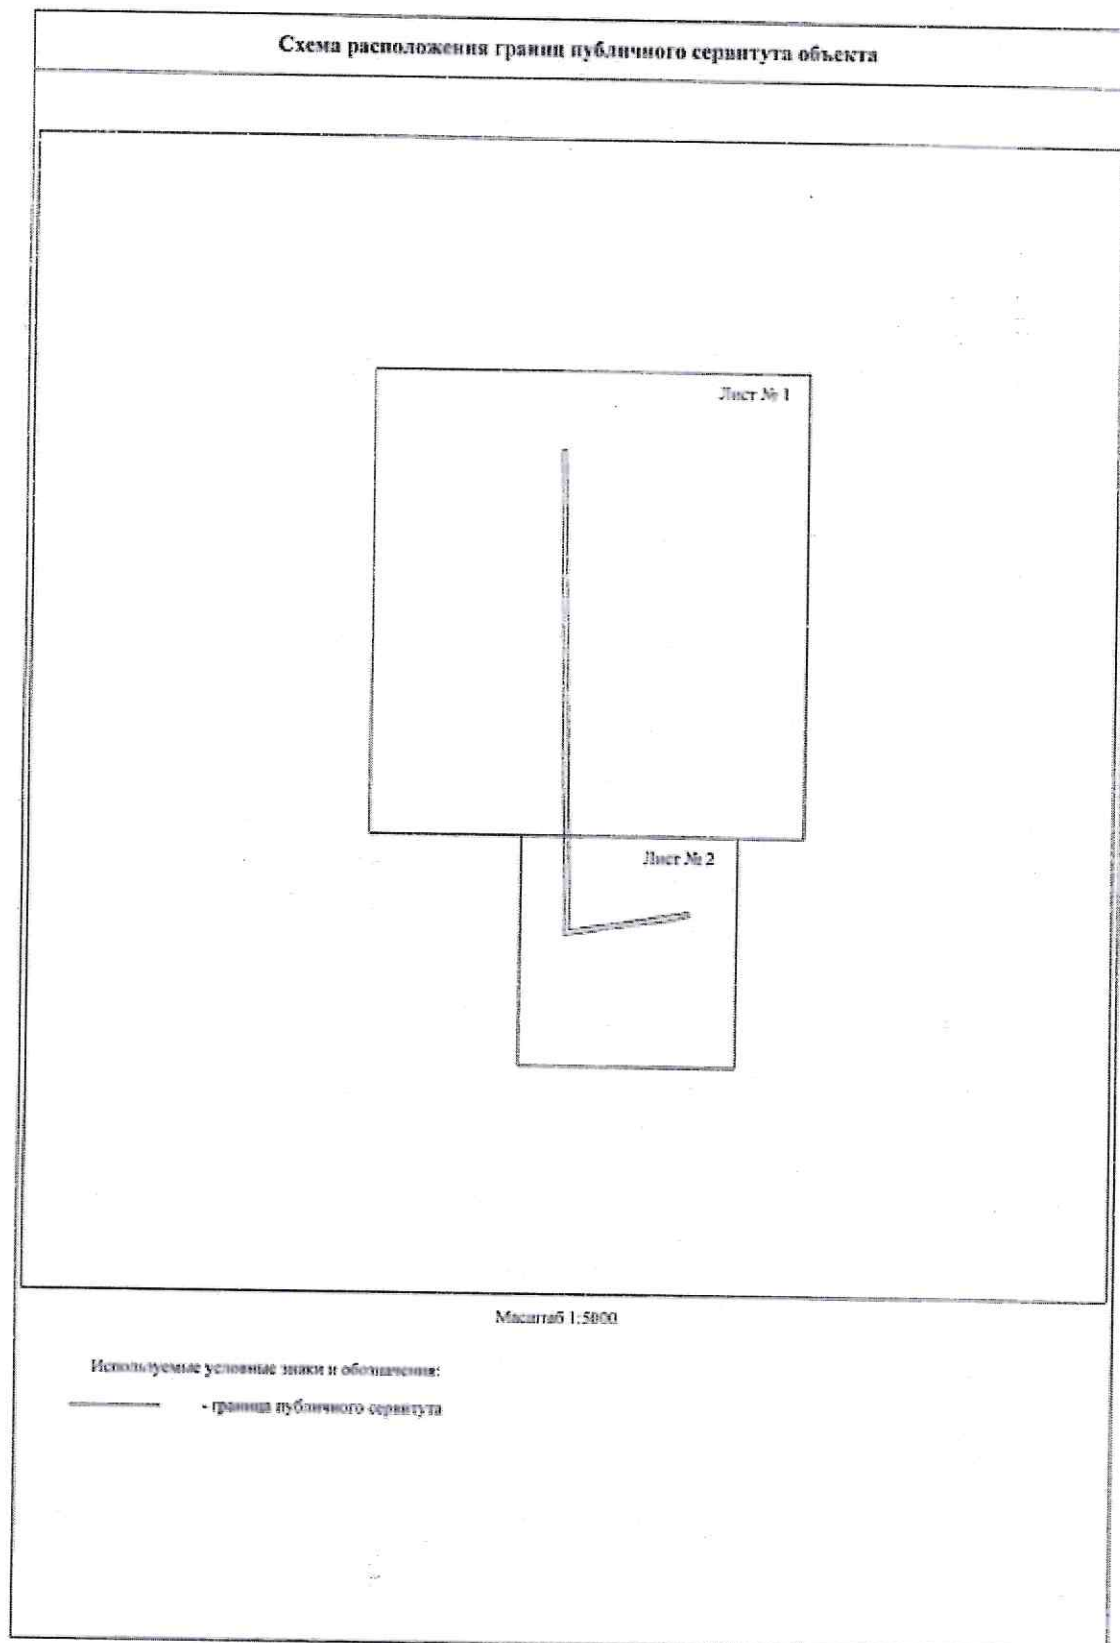 Схема расположения границ публичного сервитута объекта
Лист № 1
Лист № 2
Масштаб 1:5000
Используемые условные знаки и обозначения:
- граница публичного сервитута